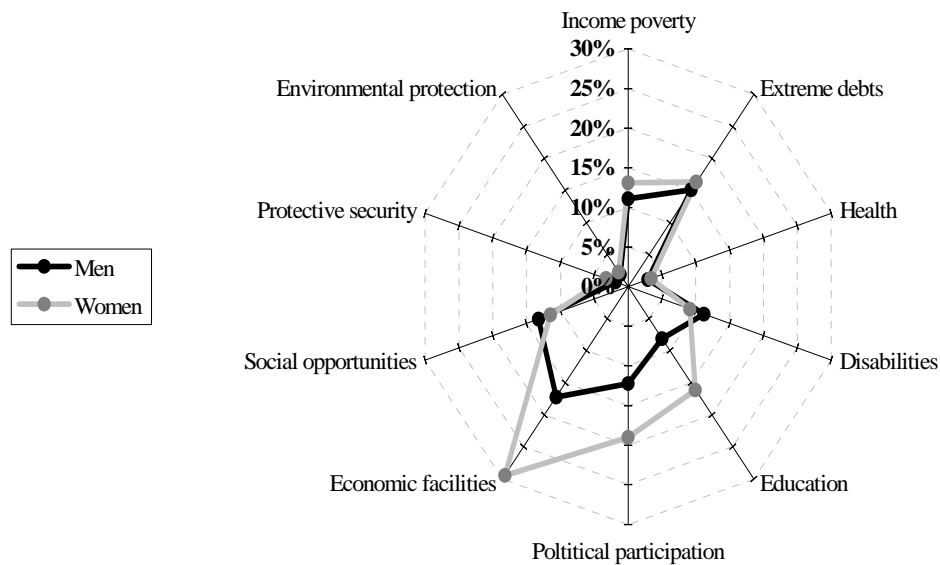 Income poverty
30%
Environmental protection
25%
Extreme debts
20%
15%
Protective security
10%
Health
5%
0%
Men
Women
Social opportunities
Disabilities
Economic facilities
Education
Poltitical participation